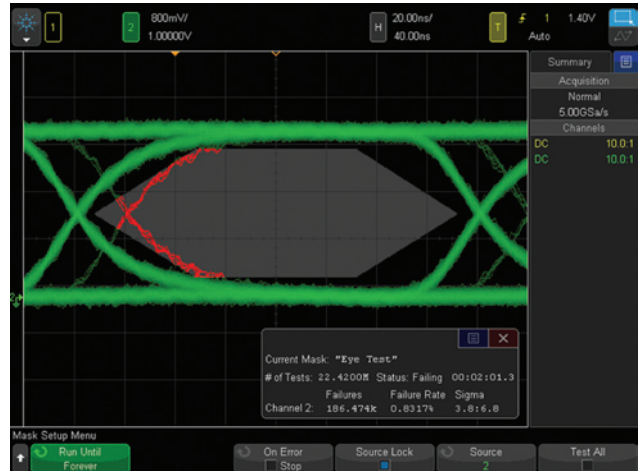 1
2
800mV/
1.00000V
H
20.00ns/
40.00ns
T
1
1.40V
Auto
Summary
Acquisition
Normal
5.00GSa/s
Channels
DC 10.0:1
DC 10.0:1
2
Current Mask: "Eye Test"
# of Tests: 22.4200M Status: Failing 00:02:01.3
Failures Failure Rate Sigma
Channel 2: 186.474k 0.8317% 3.8:6.8
Mask Setup Menu
Run Until
Forever
On Error
Stop
Source Lock
Source
2
Test All